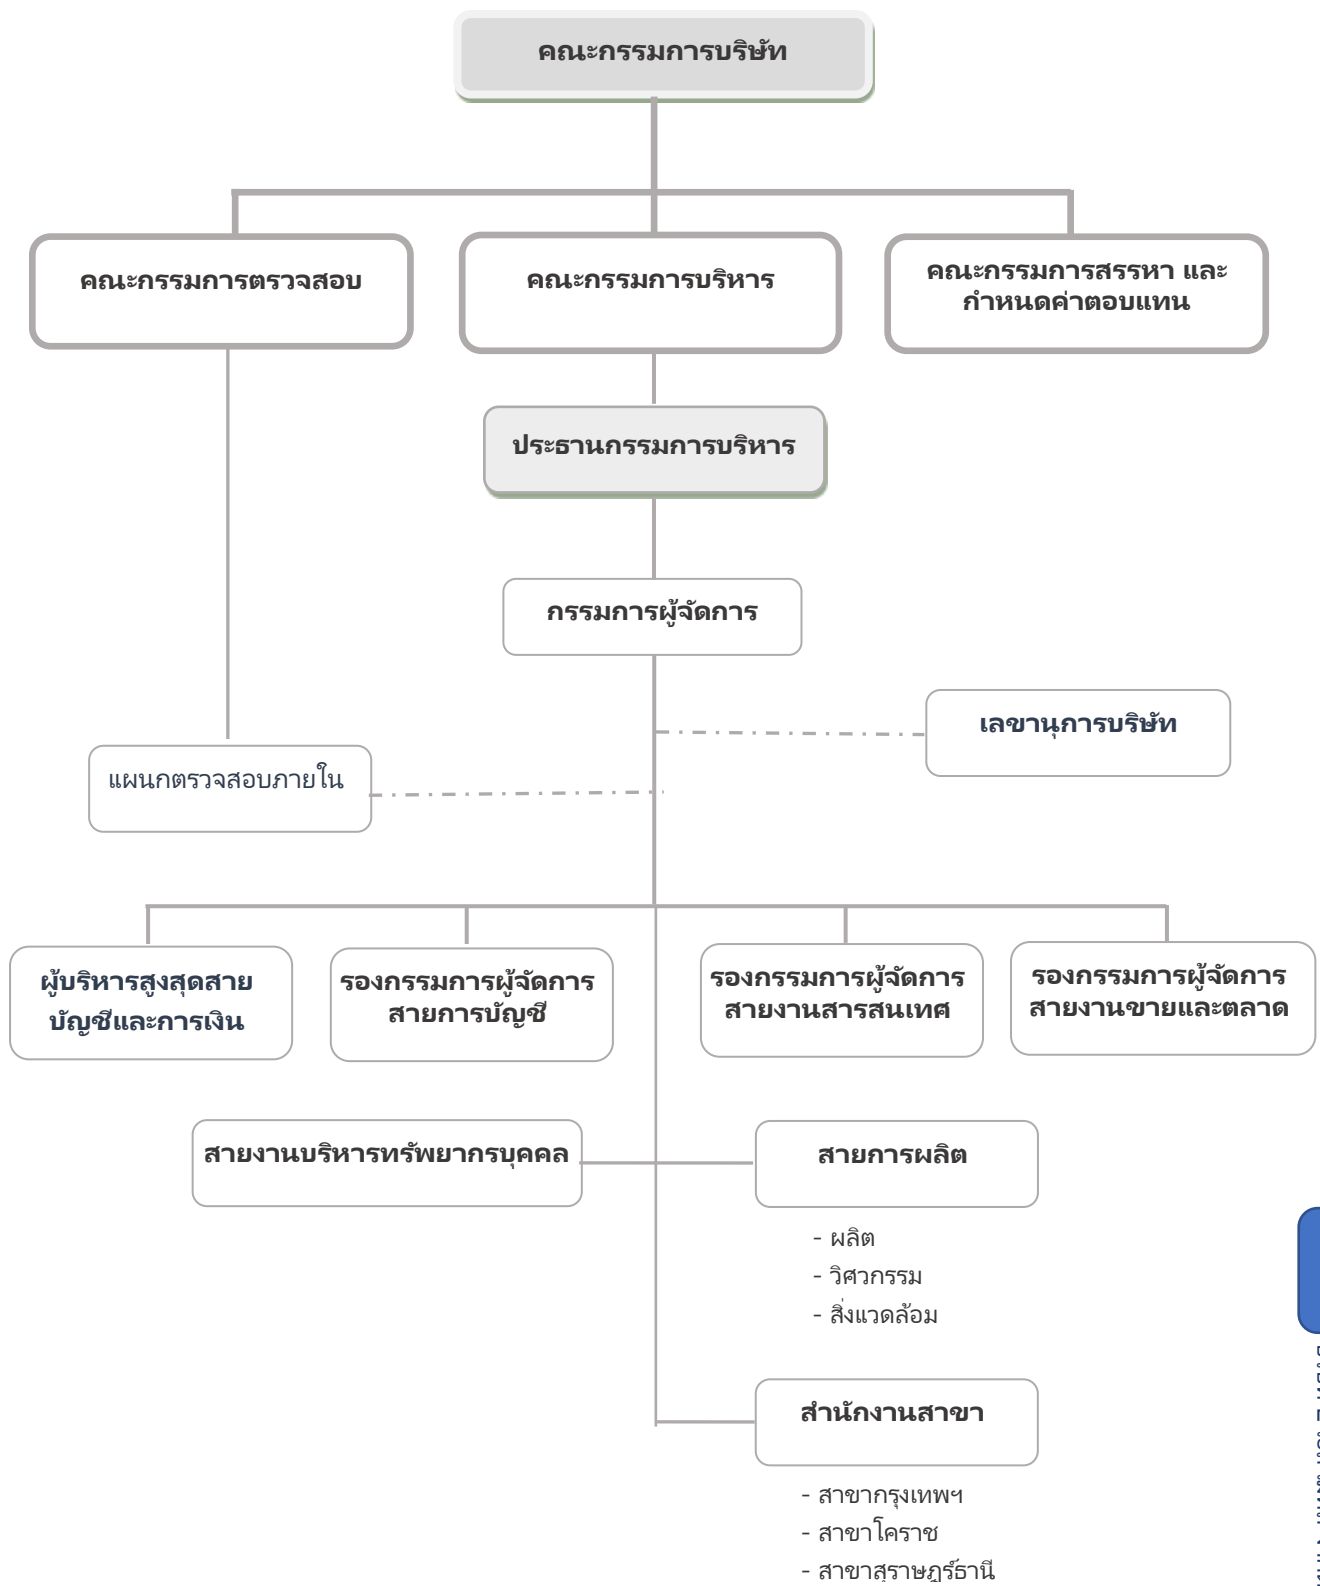 คณะกรรมการบริษัท
คณะกรรมการตรวจสอบ
คณะกรรมการบริหาร
คณะกรรมการสรรหา และ
กำหนดค่าตอบแทน
ประธานกรรมการบริหาร
กรรมการผู้จัดการ
เลขานุการบริษัท
แผนกตรวจสอบภายใน
ผู้บริหารสูงสุดสาย
บัญชีและการเงิน
รองกรรมการผู้จัดการ
สายการบัญชี
รองกรรมการผู้จัดการ
สายงานสารสนเทศ
รองกรรมการผู้จัดการ
สายงานขายและตลาด
สายงานบริหารทรัพยากรบุคคล
สายการผลิต
- ผลิต
- วิศวกรรม
- สิ่งแวดล้อม
สำนักงานสาขา
- สาขากรุงเทพฯ
- สาขาโคราช
- สาขาสุราษฎร์ธานี